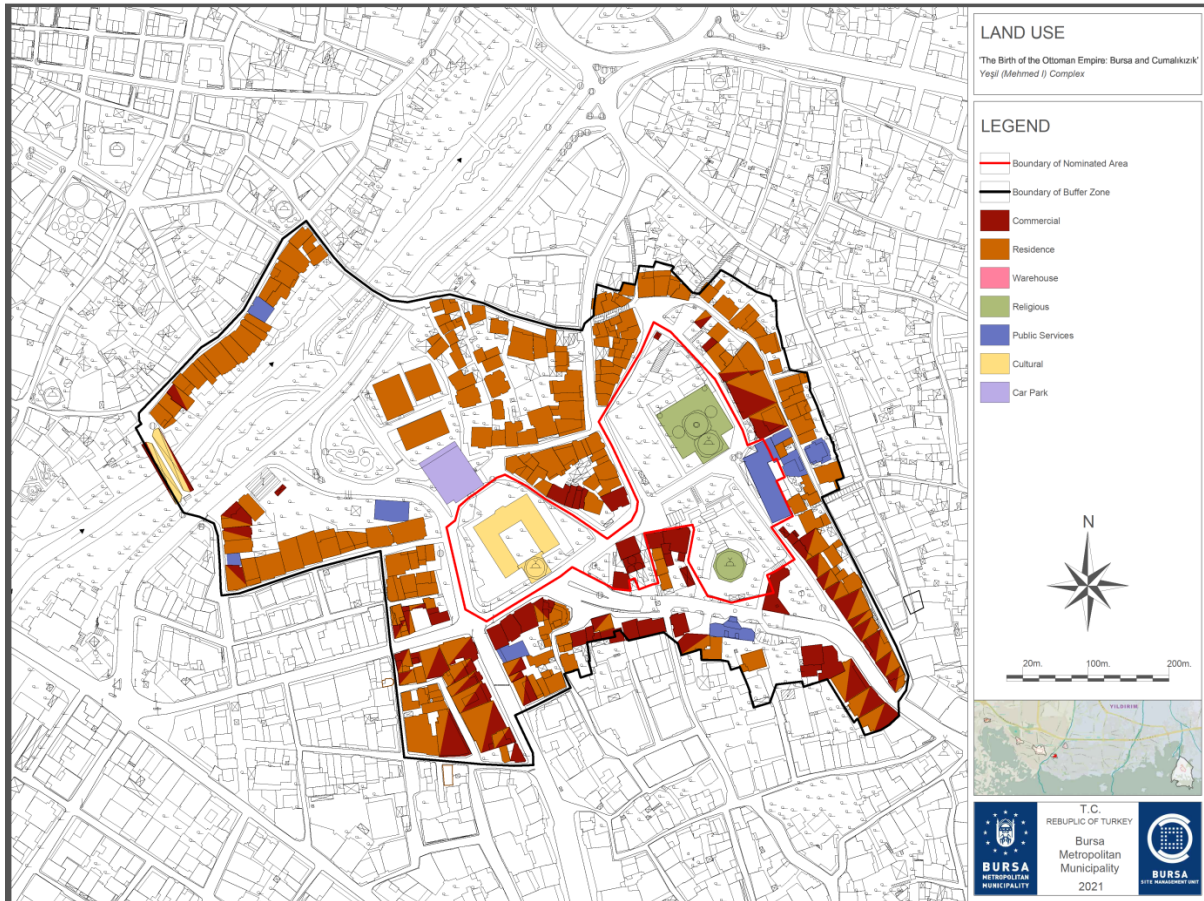 LAND USE
'The Birth of the Ottoman Empire: Bursa and Cumalıkızık'
Yeşil (Mehmed I) Complex
LEGEND
Boundary of Nominated Area
Boundary of Buffer Zone
Commercial
Residence
Warehouse
Religious
Public Services
Cultural
Car Park
N
20m. 100m. 200m.
YILDIRIM
T.C.
REBUPLIC OF TURKEY
Bursa
Metropolitan
Municipality
2021
BURSA
METROPOLITAN
MUNICIPALITY
BURSA
SITE MANAGEMENT UNIT